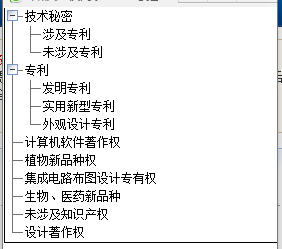 技术秘密
涉及专利
未涉及专利
专利
发明专利
实用新型专利
外观设计专利
计算机软件著作权
植物新品种权
集成电路布图设计专有权
生物、医药新品种
未涉及知识产权
设计著作权